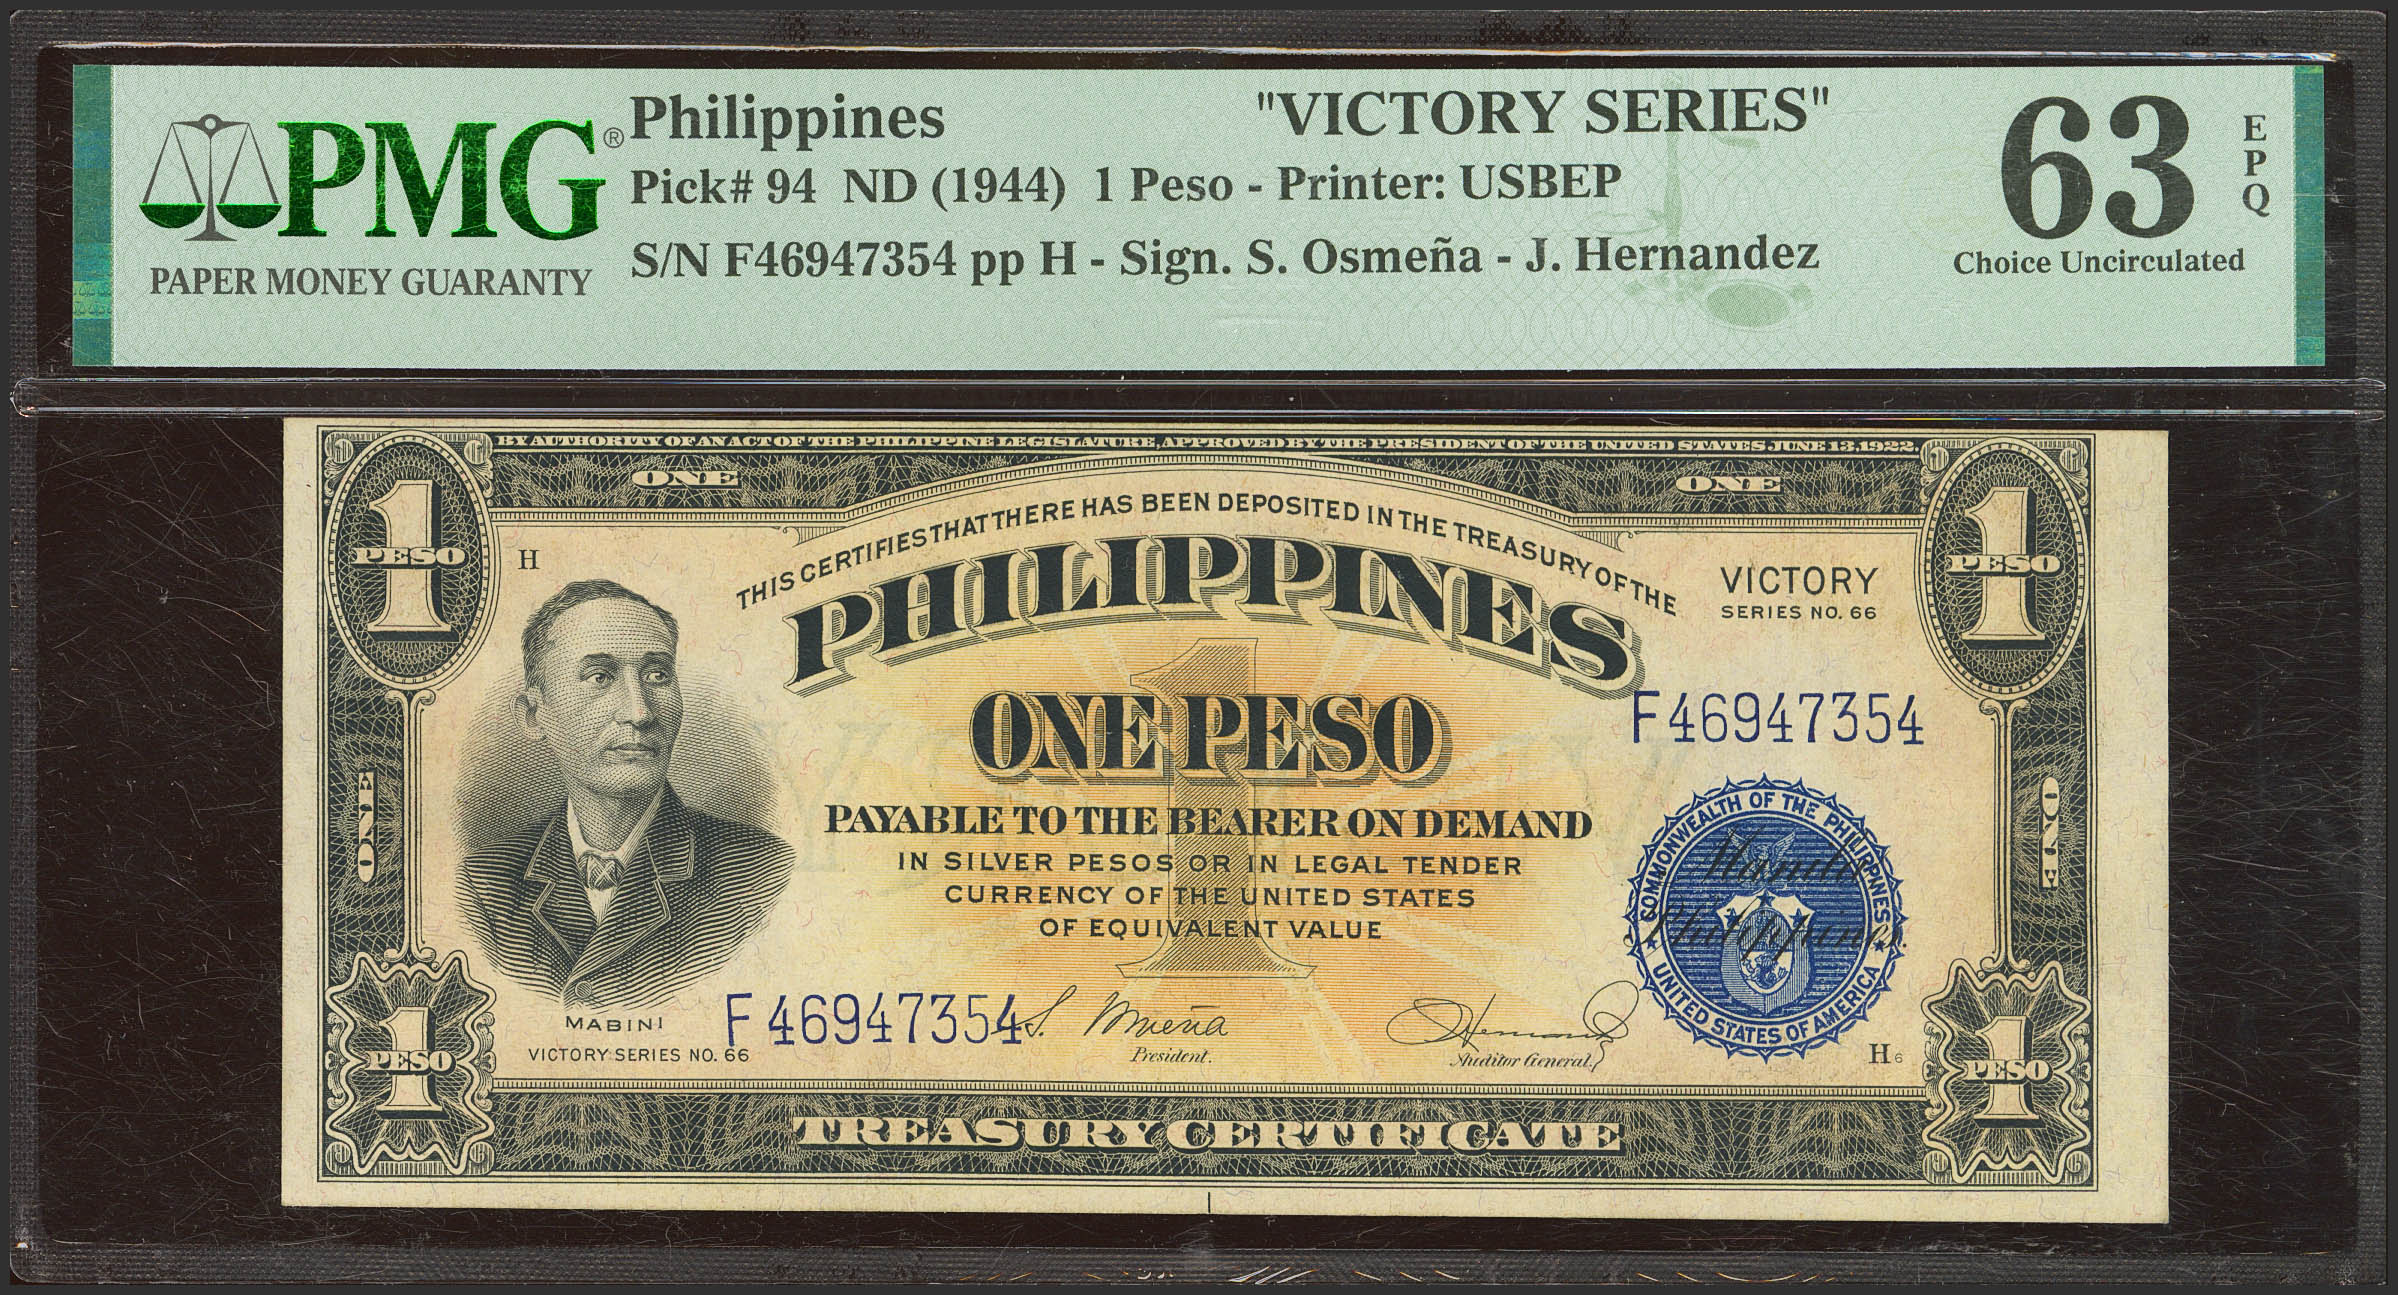 PMG®
PAPER MONEY GUARANTY
Philippines "VICTORY SERIES"
Pick# 94 ND (1944) 1 Peso - Printer: USBEP
S/N F46947354 pp H - Sign. S. Osmeña - J. Hernandez
63 EPQ
Choice Uncirculated
BY AUTHORITY OF AN ACT OF THE PHILIPPINE LEGISLATURE, APPROVED BY THE PRESIDENT OF THE UNITED STATES, JUNE 13, 1922.
ONE ONE
1 PESO
1 PESO
H
THIS CERTIFIES THAT THERE HAS BEEN DEPOSITED IN THE TREASURY OF THE
PHILIPPINES
VICTORY
SERIES NO. 66
1
ONE PESO
F46947354
PAYABLE TO THE BEARER ON DEMAND
IN SILVER PESOS OR IN LEGAL TENDER
CURRENCY OF THE UNITED STATES
OF EQUIVALENT VALUE
ONE
ONE
COMMONWEALTH OF THE PHILIPPINES
Manila
Philippines.
UNITED STATES OF AMERICA
MABINI
VICTORY SERIES NO. 66
F46947354
S. Osmeña
President.
J Hernandez
Auditor General.
H 6
1 PESO
1 PESO
TREASURY CERTIFICATE